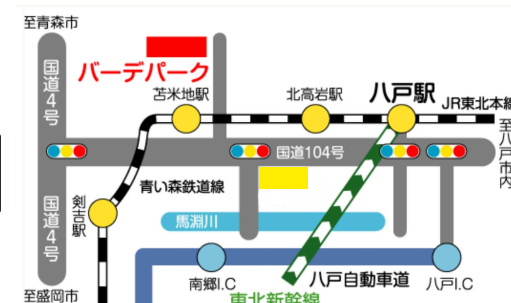 至青森市
国道4号
バーデパーク
苫米地駅
北高岩駅
八戸駅
JR東北本線
至八戸市内
国道104号
青い森鉄道線
剣吉駅
国道4号
馬淵川
南郷I.C
八戸自動車道
八戸I.C
至盛岡市
東北新幹線